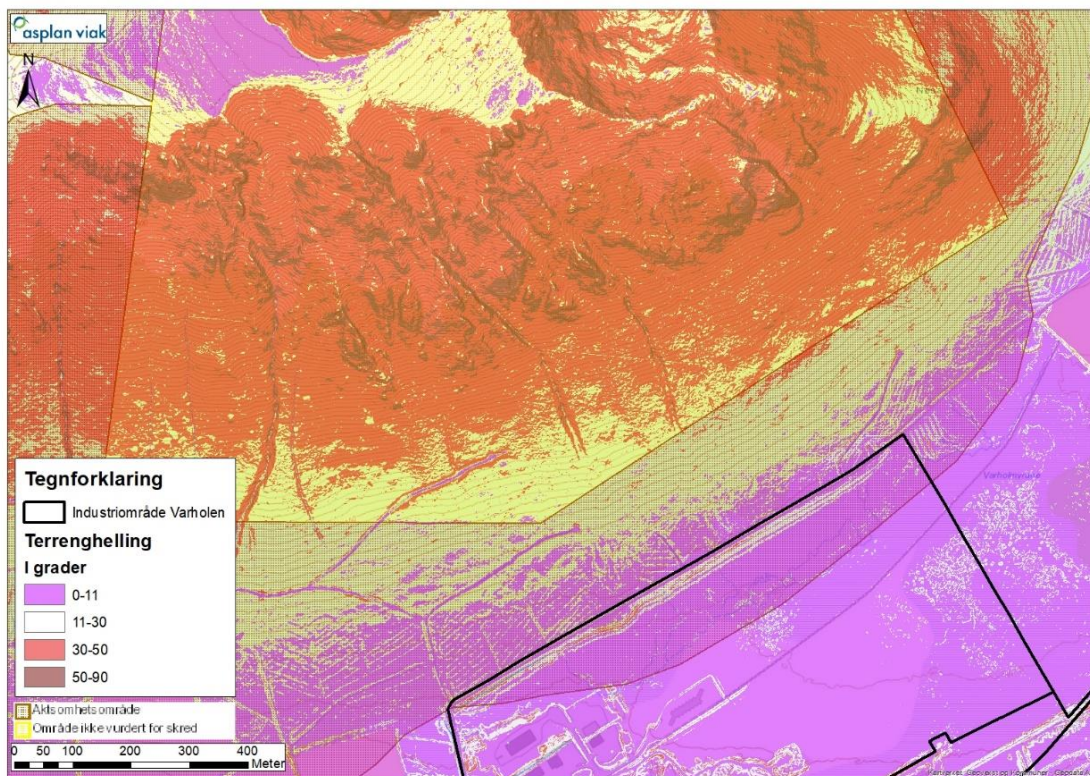 asplan viak
N
Tegnforklaring
Industriområde Varholen
Terrenghelling
I grader
0-11
11-30
30-50
50-90
Aktsomhetsområde
Område ikke vurdert for skred
0 50 100 200 300 400
Meter